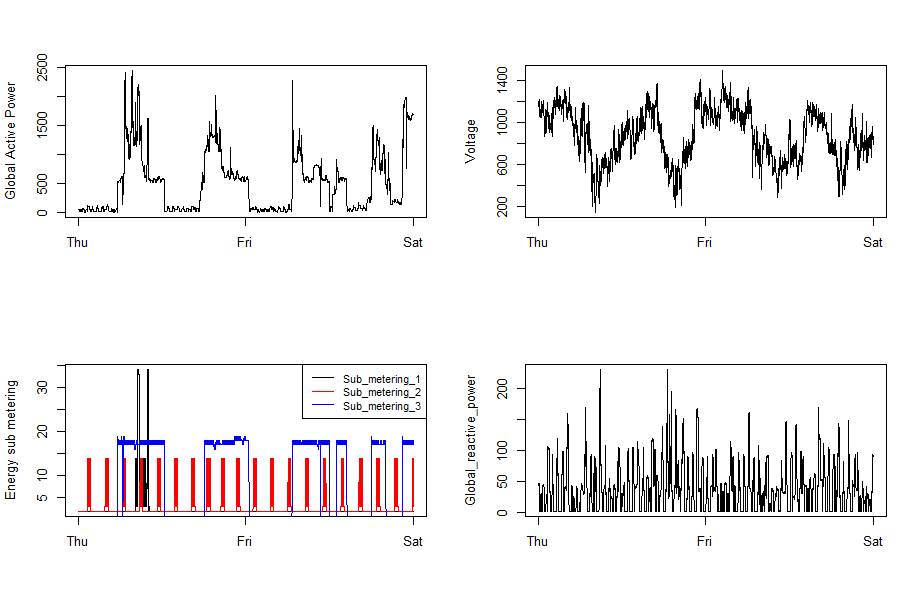 Global Active Power
2500
1500
500
0
Thu
Fri
Sat
Voltage
1400
1000
600
200
Thu
Fri
Sat
Energy sub metering
30
20
10
5
Sub_metering_1
Sub_metering_2
Sub_metering_3
Thu
Fri
Sat
Global_reactive_power
200
100
50
0
Thu
Fri
Sat